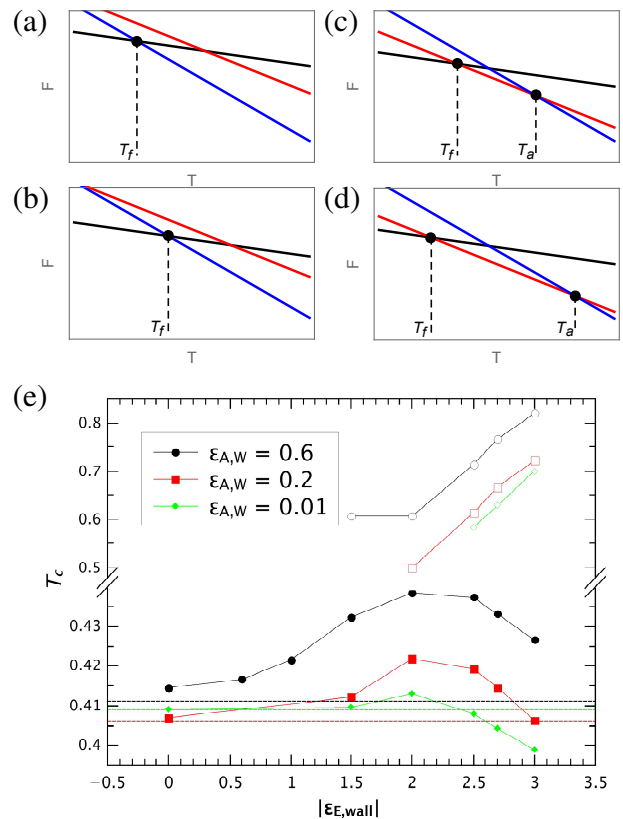 (a)
F
T_f
T
(c)
F
T_f
T_a
T
(b)
F
T_f
T
(d)
F
T_f
T_a
T
(e)
T_c
0.8
0.7
0.6
0.5
0.43
0.42
0.41
0.4
ε_A,W = 0.6
ε_A,W = 0.2
ε_A,W = 0.01
−0.5 0 0.5 1 1.5 2 2.5 3 3.5
|ε_E,wall|